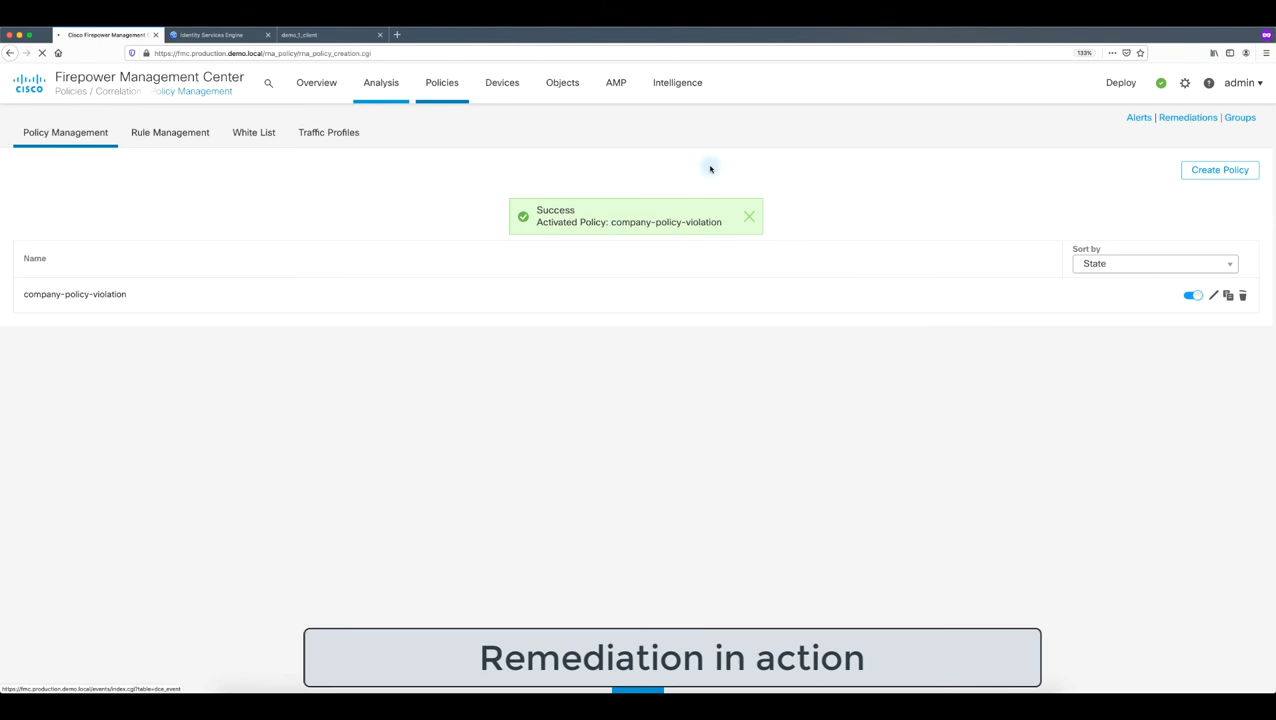 Cisco Firepower Management C
Identity Services Engine
demo_1_client
https://fmc.production.demo.local/rna_policy/rna_policy_creation.cgi
133%
CISCO
Firepower Management Center
Policies / Correlation
Policy Management
Overview
Analysis
Policies
Devices
Objects
AMP
Intelligence
Deploy
admin
Alerts | Remediations | Groups
Policy Management
Rule Management
White List
Traffic Profiles
Create Policy
Success
Activated Policy: company-policy-violation
Name
Sort by
State
company-policy-violation
Remediation in action
https://fmc.production.demo.local/events/index.cgi?table=dce_event